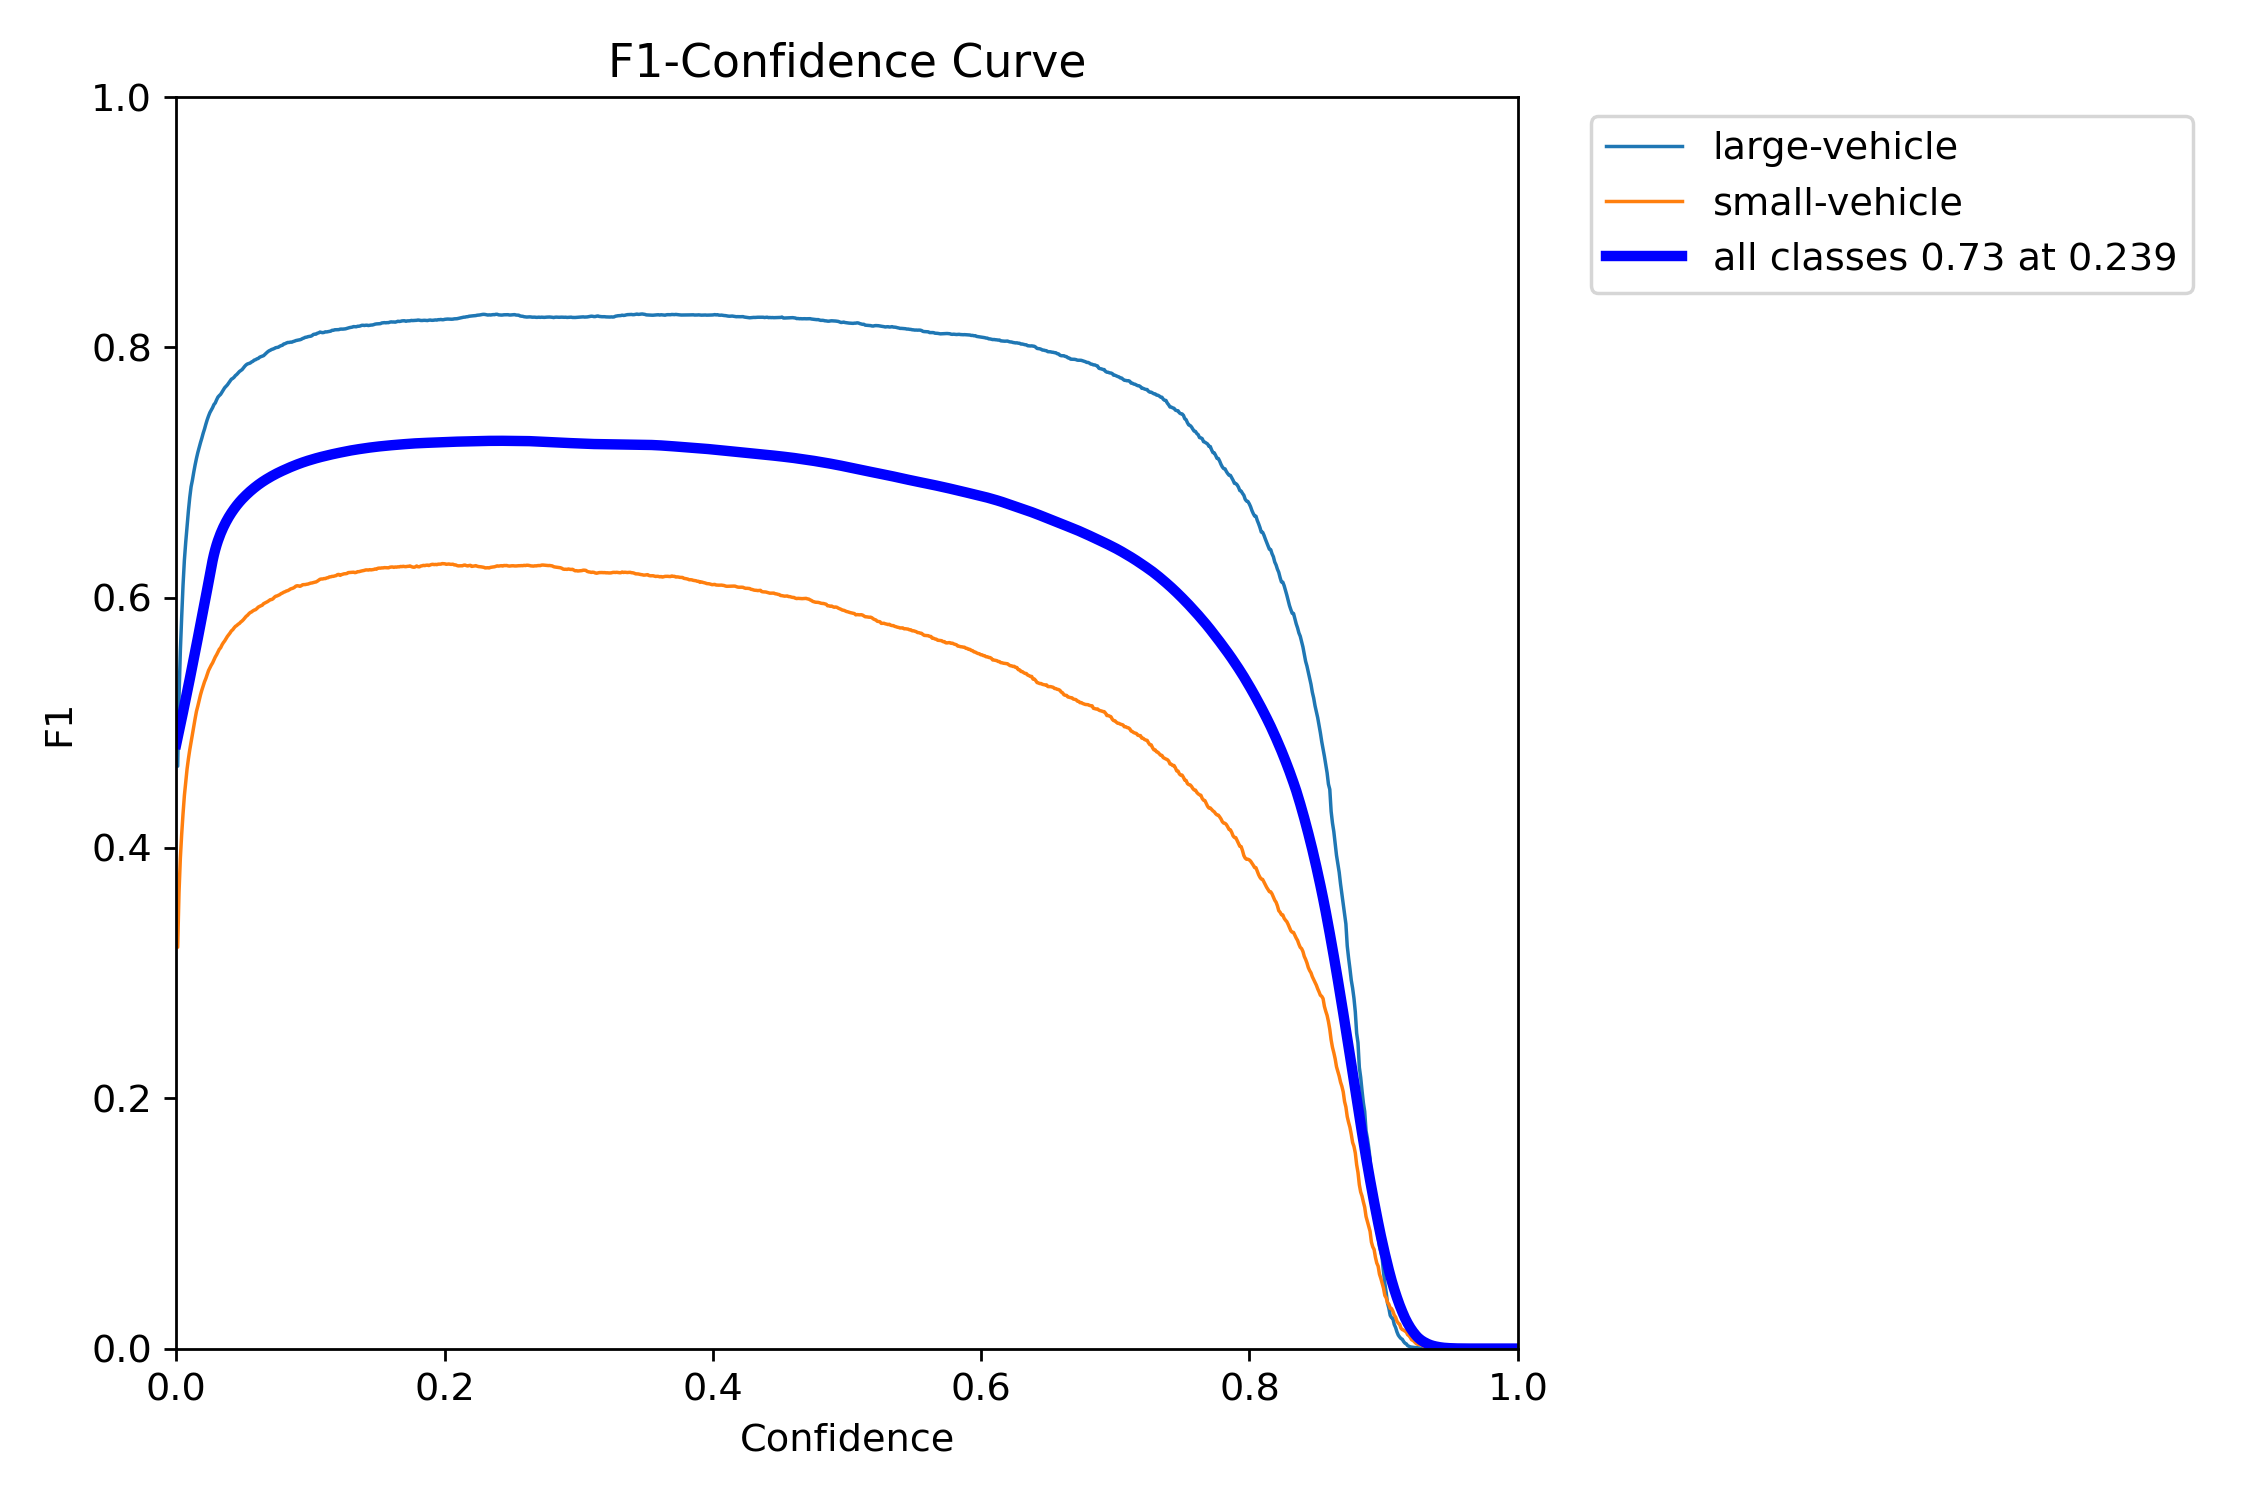 F1-Confidence Curve
1.0
0.8
0.6
0.4
0.2
0.0
F1
0.0 0.2 0.4 0.6 0.8 1.0
Confidence
large-vehicle
small-vehicle
all classes 0.73 at 0.239